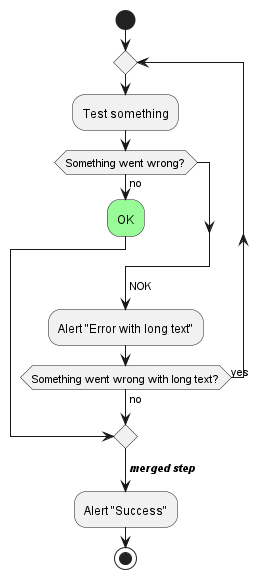 Test something
Something went wrong?
no
OK
NOK
Alert "Error with long text"
Something went wrong with long text?
yes
no
merged step
Alert "Success"